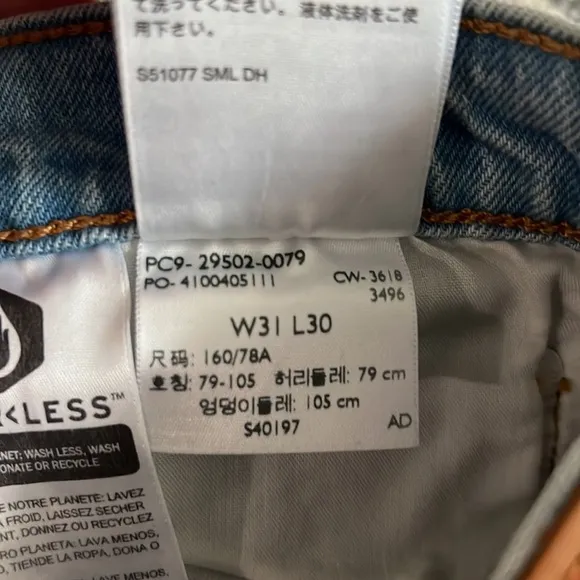 て洗ってください。液体洗剤をご使
用下さい。
S51077 SML DH
PC9- 29502-0079
PO- 4100405111
CW- 3618
3496
W31 L30
尺码: 160/78A
호칭: 79-105 허리둘레: 79 cm
엉덩이둘레: 105 cm
S40197
AD
<LESS™
NET; WASH LESS, WASH
ONATE OR RECYCLE
E NOTRE PLANETE: LAVEZ
A FROID, LAISSEZ SECHER
NT, DONNEZ OU RECYCLEZ
RO PLANETA: LAVA MENOS,
O, TIENDE LA ROPA, DONA O
LAVE MENOS,